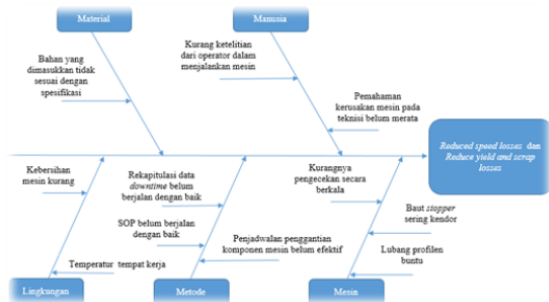 Material
Manusia
Bahan yang
dimasukkan tidak
sesuai dengan
spesifikasi
Kurang ketelitian
dari operator dalam
menjalankan mesin
Pemahaman
kerusakan mesin pada
teknisi belum merata
Reduced speed losses dan
Reduce yield and scrap
losses
Kebersihan
mesin kurang
Temperatur tempat kerja
Rekapitulasi data
downtime belum
berjalan dengan baik
SOP belum berjalan
dengan baik
Penjadwalan penggantian
komponen mesin belum efektif
Kurangnya
pengecekan secara
berkala
Baut stopper
sering kendor
Lubang profilen
buntu
Lingkungan
Metode
Mesin